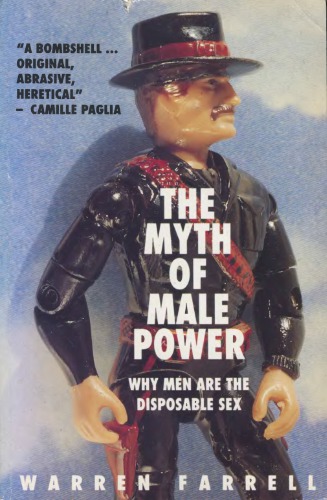 "A BOMBSHELL ...
ORIGINAL,
ABRASIVE,
HERETICAL"
– CAMILLE PAGLIA
THE
MYTH
OF
MALE
POWER
WHY MEN ARE THE
DISPOSABLE SEX
WARREN FARRELL